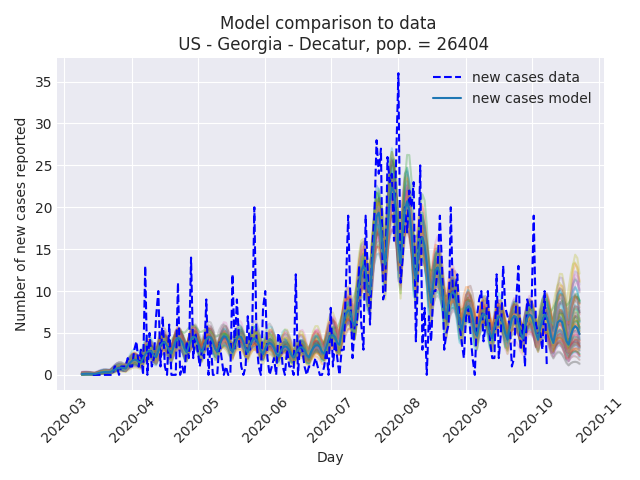 Model comparison to data
US - Georgia - Decatur, pop. = 26404
new cases data
new cases model
Number of new cases reported
35
30
25
20
15
10
5
0
2020-03
2020-04
2020-05
2020-06
2020-07
2020-08
2020-09
2020-10
2020-11
Day